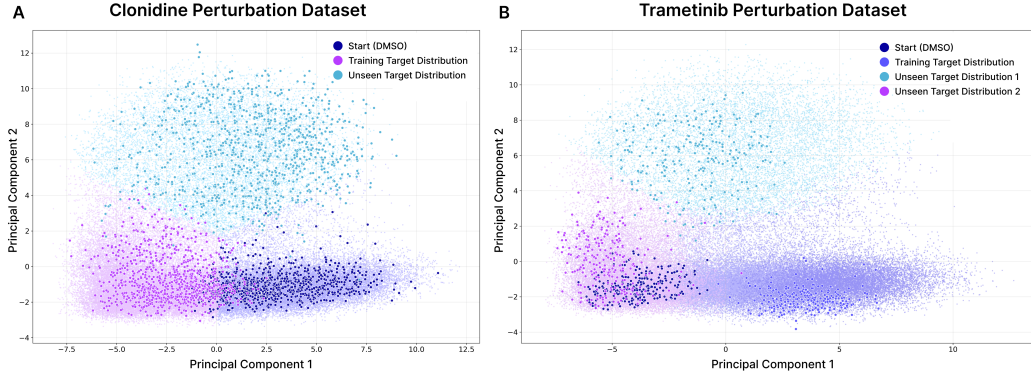 A
Clonidine Perturbation Dataset
Start (DMSO)
Training Target Distribution
Unseen Target Distribution
Principal Component 2
12
10
8
6
4
2
0
−2
−4
−7.5 −5.0 −2.5 0.0 2.5 5.0 7.5 10.0 12.5
Principal Component 1
B
Trametinib Perturbation Dataset
Start (DMSO)
Training Target Distribution
Unseen Target Distribution 1
Unseen Target Distribution 2
Principal Component 2
12
10
8
6
4
2
0
−2
−4
−5 0 5 10
Principal Component 1